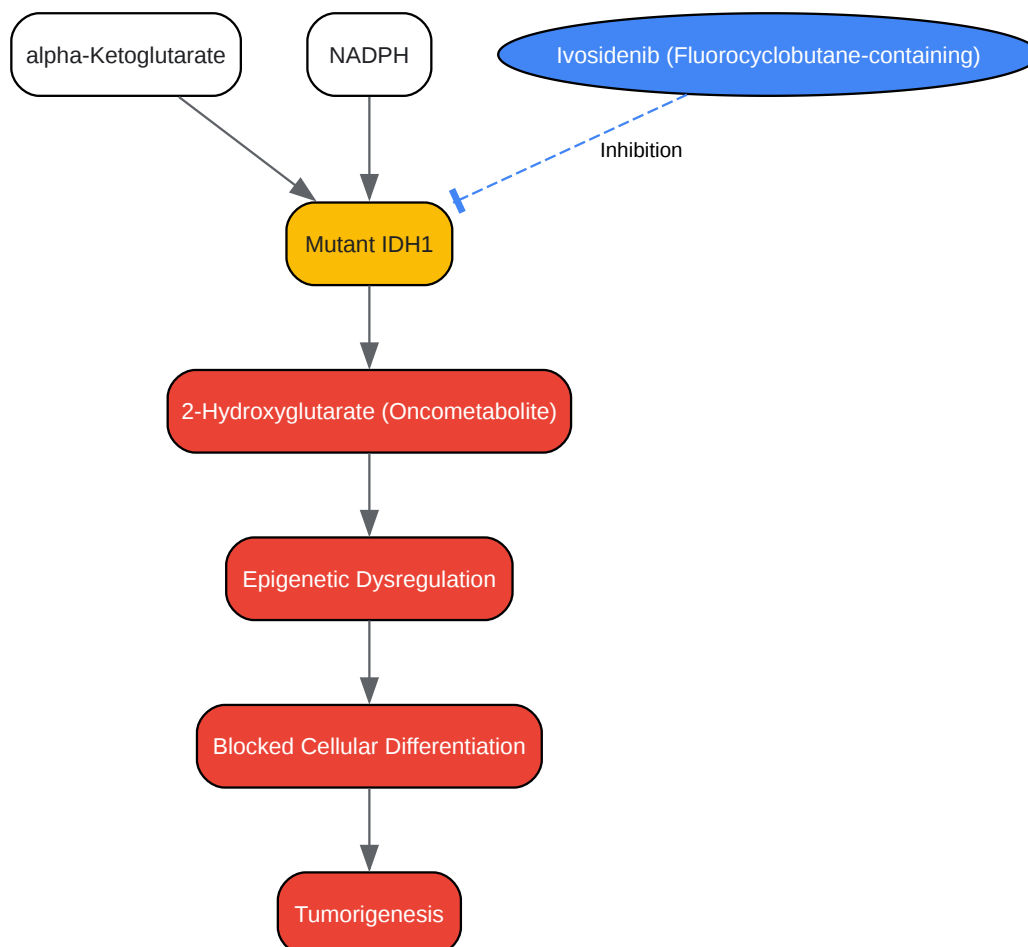 alpha-Ketoglutarate
NADPH
Ivosidenib (Fluorocyclobutane-containing)
Inhibition
Mutant IDH1
2-Hydroxyglutarate (Oncometabolite)
Epigenetic Dysregulation
Blocked Cellular Differentiation
Tumorigenesis